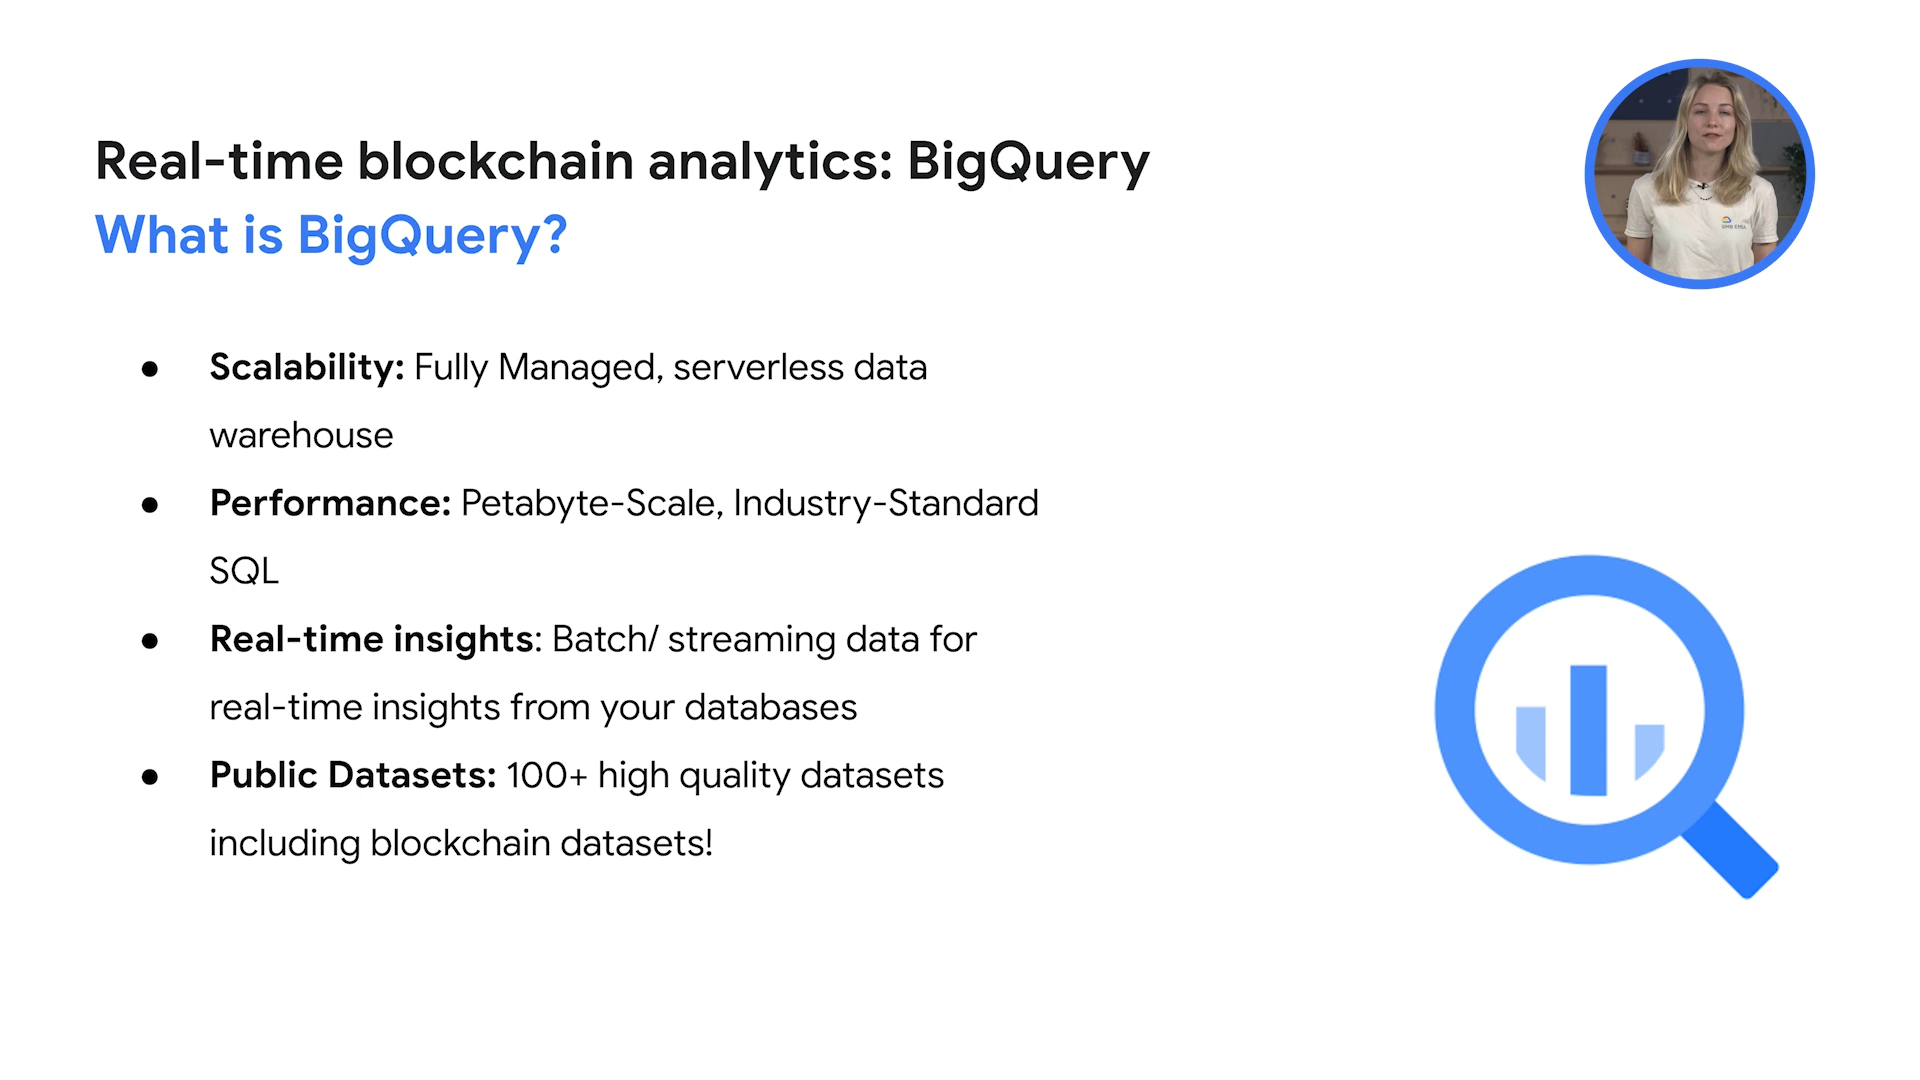 Real-time blockchain analytics: BigQuery
What is BigQuery?
● Scalability: Fully Managed, serverless data
warehouse
● Performance: Petabyte-Scale, Industry-Standard
SQL
● Real-time insights: Batch/ streaming data for
real-time insights from your databases
● Public Datasets: 100+ high quality datasets
including blockchain datasets!
SMB EMEA